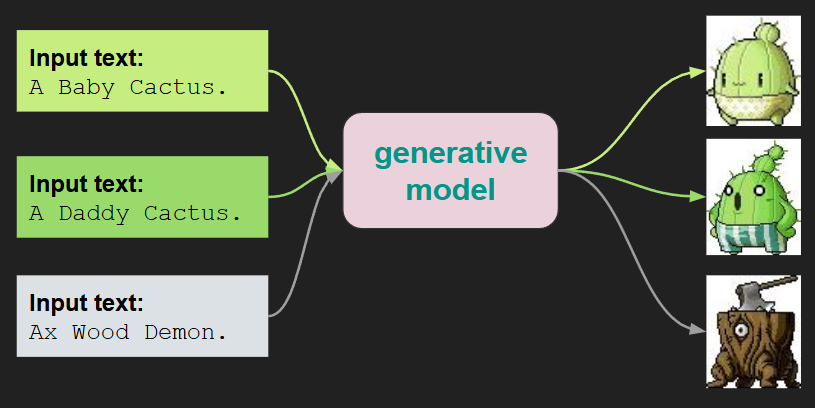 Input text:
A Baby Cactus.
Input text:
A Daddy Cactus.
Input text:
Ax Wood Demon.
generative
model